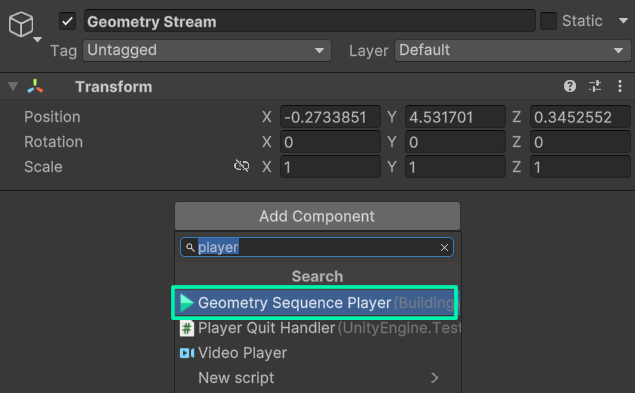 Geometry Stream Static
Tag Untagged Layer Default
Transform
Position X -0.2733851 Y 4.531701 Z 0.3452552
Rotation X 0 Y 0 Z 0
Scale X 1 Y 1 Z 1
Add Component
player
Search
Geometry Sequence Player (Building
Player Quit Handler (UnityEngine.Test
Video Player
New script